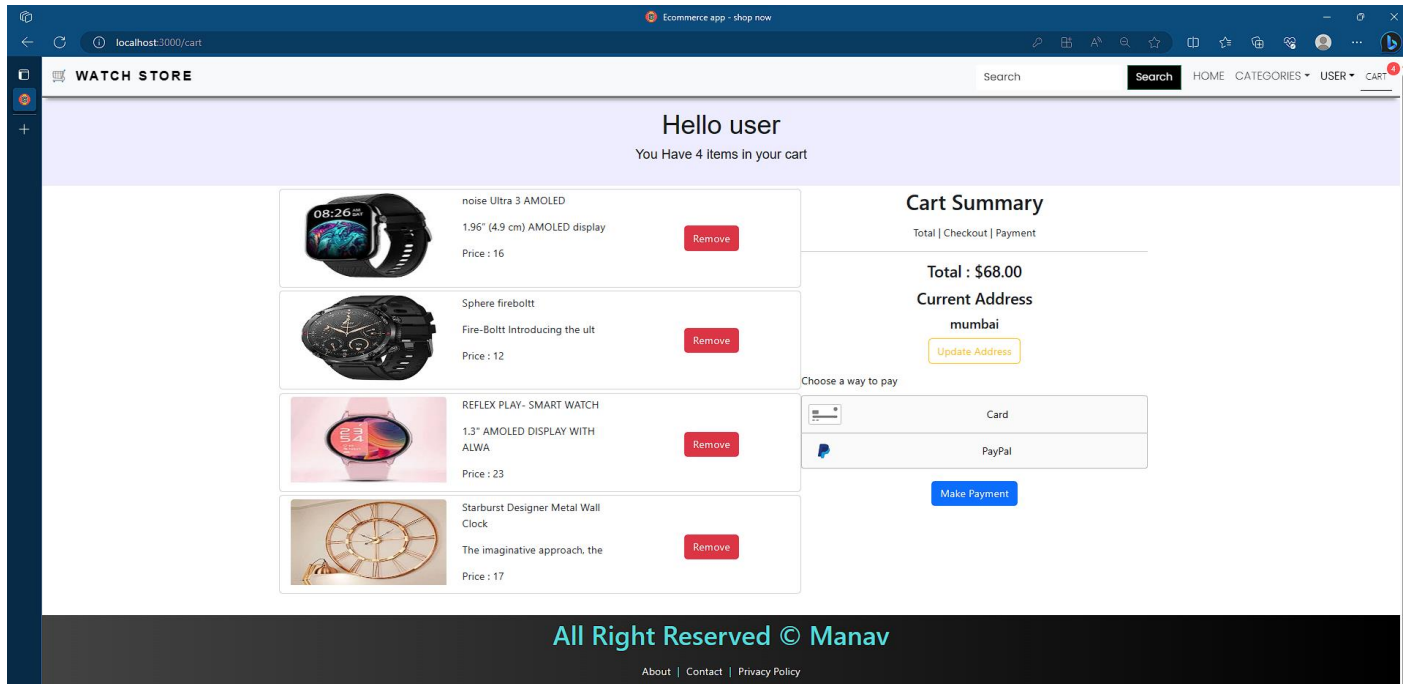 Ecommerce app - shop now
localhost:3000/cart
WATCH STORE
Search
Search
HOME CATEGORIES USER CART 4
Hello user
You Have 4 items in your cart
08:26
noise Ultra 3 AMOLED
1.96" (4.9 cm) AMOLED display
Price : 16
Remove
Sphere fireboltt
Fire-Boltt Introducing the ult
Price : 12
Remove
REFLEX PLAY- SMART WATCH
1.3" AMOLED DISPLAY WITH
ALWA
Price : 23
Remove
Starburst Designer Metal Wall
Clock
The imaginative approach, the
Price : 17
Remove
Cart Summary
Total | Checkout | Payment
Total : $68.00
Current Address
mumbai
Update Address
Choose a way to pay
Card
PayPal
Make Payment
All Right Reserved © Manav
About | Contact | Privacy Policy